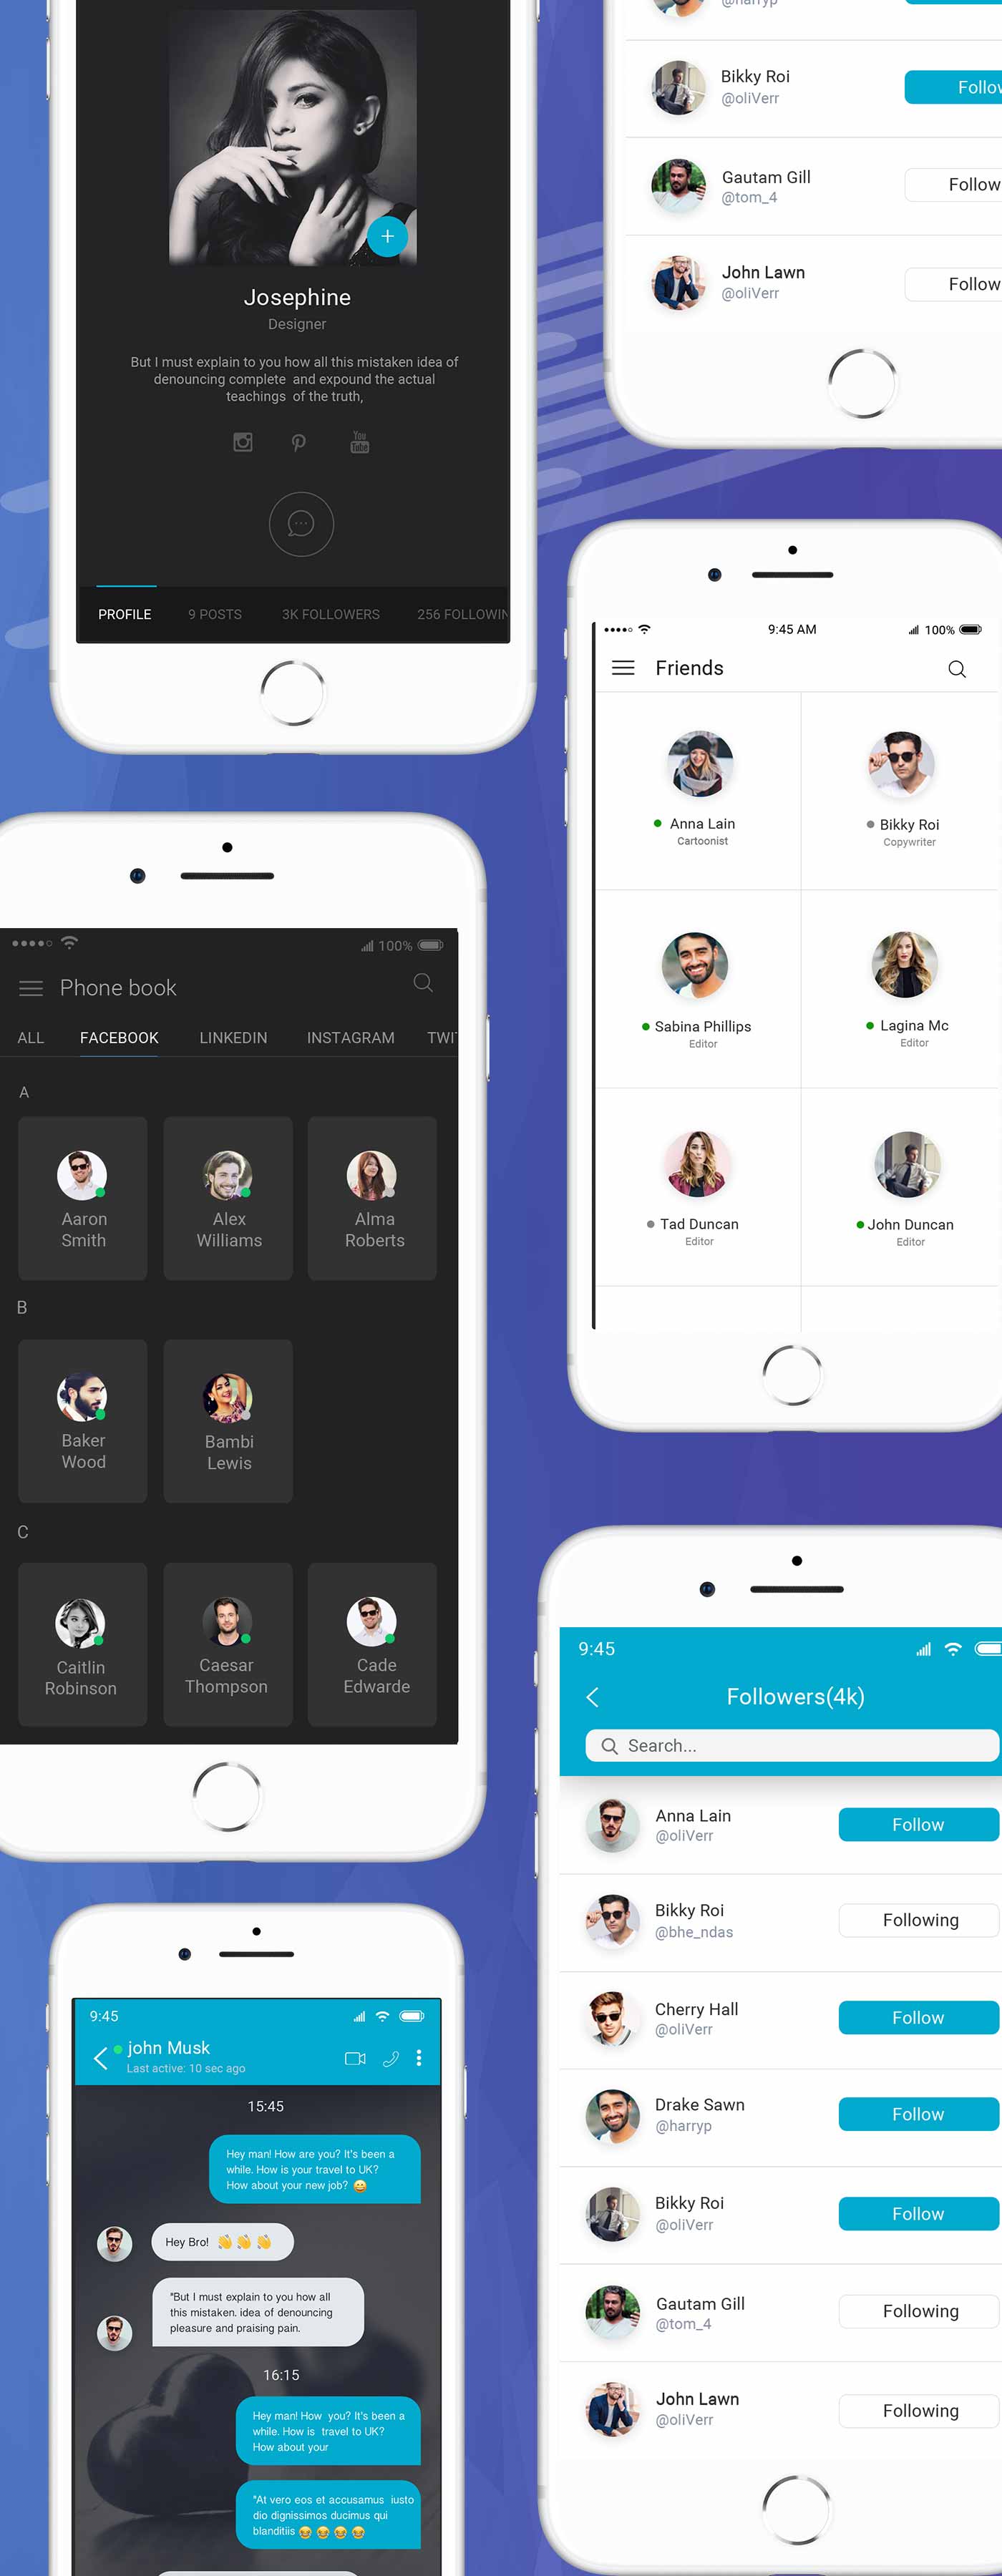 Josephine
Designer
But I must explain to you how all this mistaken idea of
denouncing complete and expound the actual
teachings of the truth,
You
Tube
PROFILE
9 POSTS
3K FOLLOWERS
256 FOLLOWIN
@harryp
Bikky Roi
@oliVerr
Follow
Gautam Gill
@tom_4
Follow
John Lawn
@oliVerr
Follow
9:45 AM
100%
Friends
Anna Lain
Cartoonist
Bikky Roi
Copywriter
Sabina Phillips
Editor
Lagina Mc
Editor
Tad Duncan
Editor
John Duncan
Editor
100%
Phone book
ALL
FACEBOOK
LINKEDIN
INSTAGRAM
TWIT
A
Aaron
Smith
Alex
Williams
Alma
Roberts
B
Baker
Wood
Bambi
Lewis
C
Caitlin
Robinson
Caesar
Thompson
Cade
Edwarde
9:45
Followers(4k)
Search...
Anna Lain
@oliVerr
Follow
Bikky Roi
@bhe_ndas
Following
Cherry Hall
@oliVerr
Follow
Drake Sawn
@harryp
Follow
Bikky Roi
@oliVerr
Follow
Gautam Gill
@tom_4
Following
John Lawn
@oliVerr
Following
9:45
john Musk
Last active: 10 sec ago
15:45
Hey man! How are you? It's been a
while. How is your travel to UK?
How about your new job? 😀
Hey Bro! 👏 👏 👏
"But I must explain to you how all
this mistaken. idea of denouncing
pleasure and praising pain.
16:15
Hey man! How you? It's been a
while. How is travel to UK?
How about your
"At vero eos et accusamus iusto
dio dignissimos ducimus qui
blanditiis 😂 😂 😂 😂